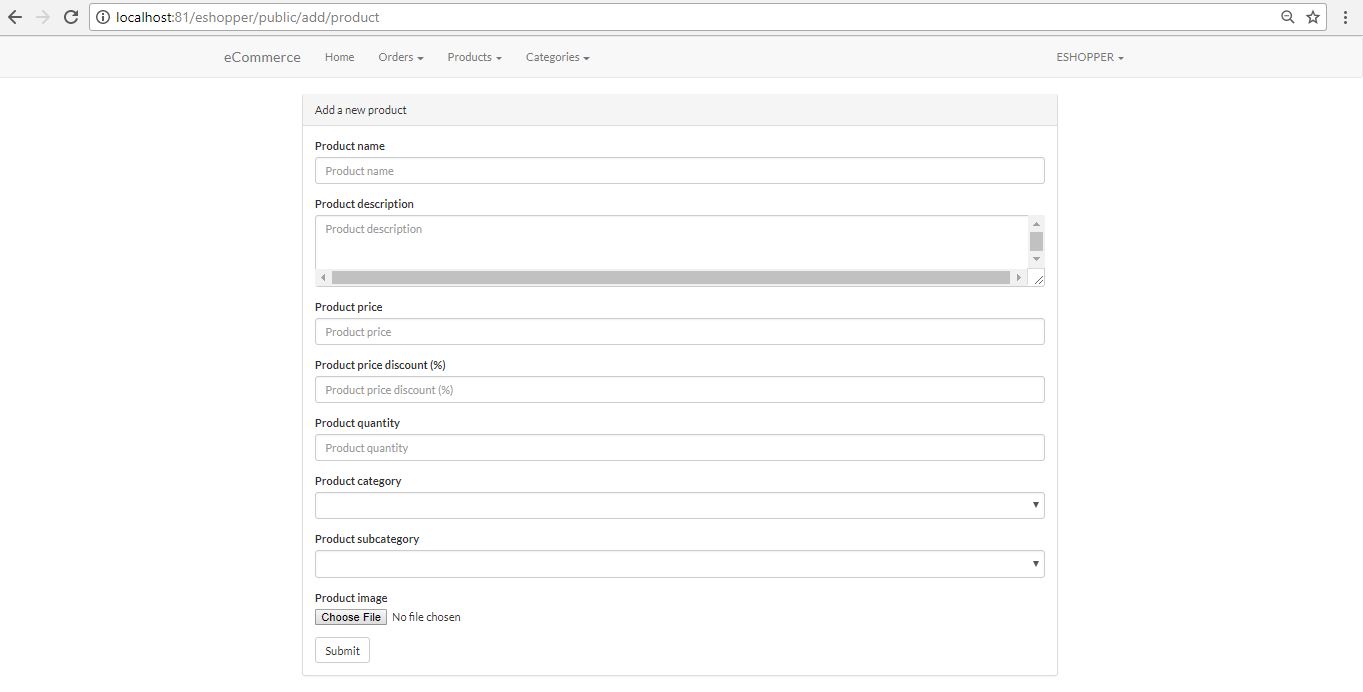 localhost:81/eshopper/public/add/product
eCommerce Home Orders Products Categories ESHOPPER
Add a new product
Product name
Product name
Product description
Product description
Product price
Product price
Product price discount (%)
Product price discount (%)
Product quantity
Product quantity
Product category
Product subcategory
Product image
Choose File No file chosen
Submit